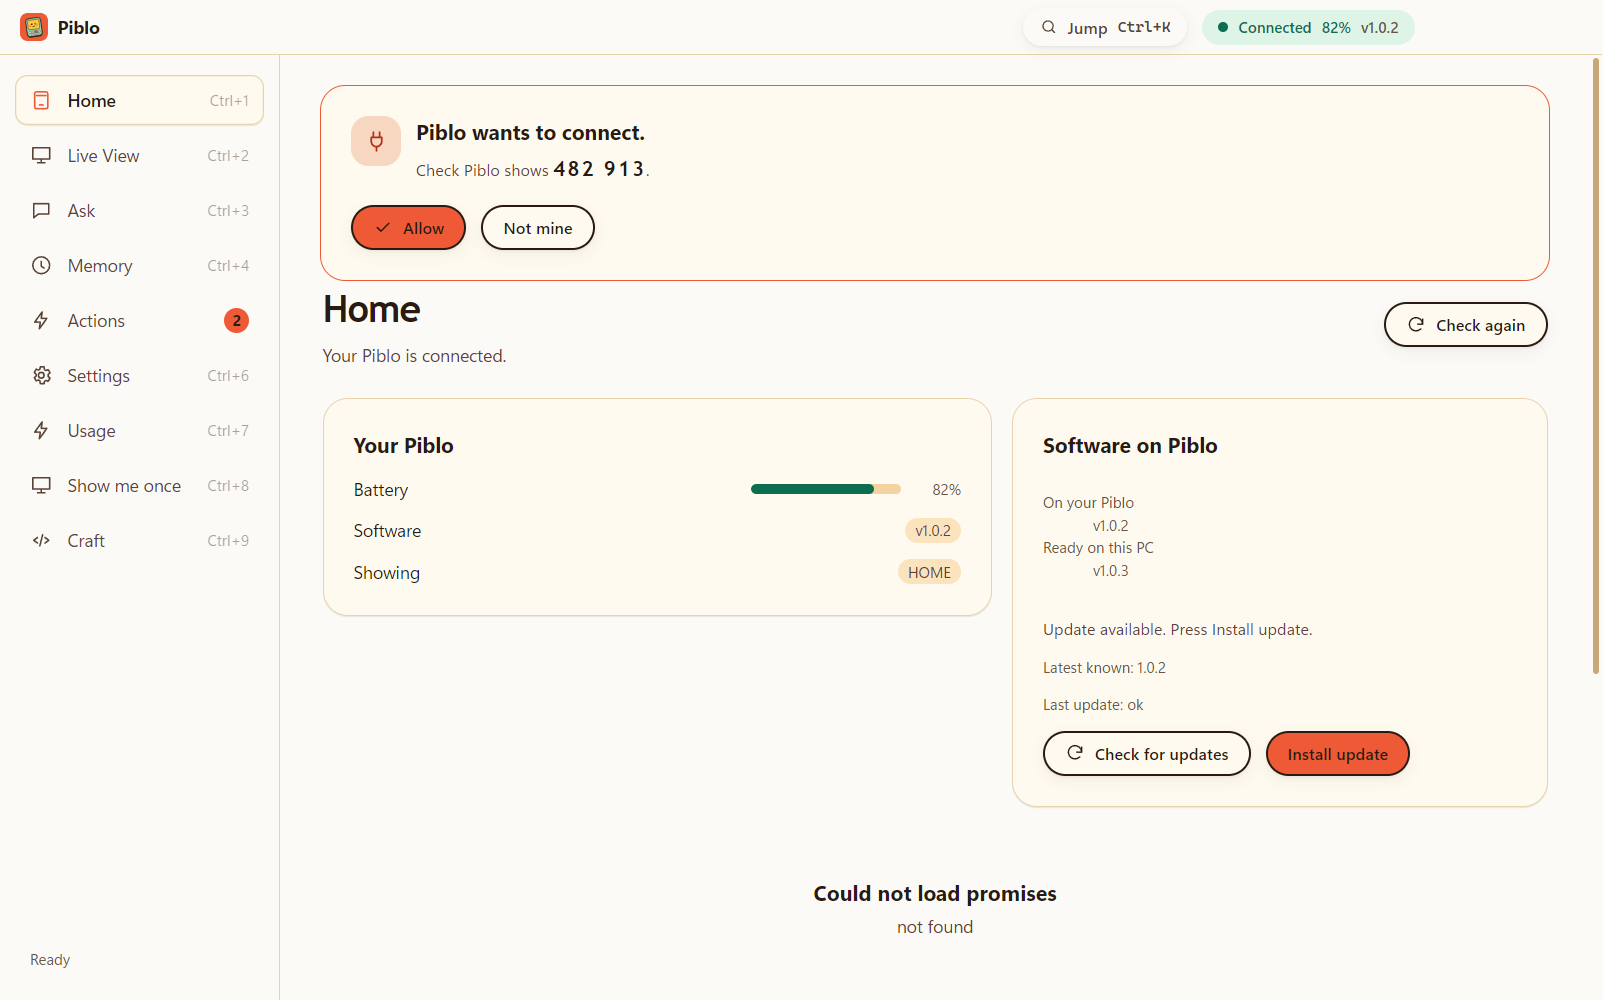 Piblo
Jump Ctrl+K
Connected 82% v1.0.2
Home Ctrl+1
Live View Ctrl+2
Ask Ctrl+3
Memory Ctrl+4
Actions 2
Settings Ctrl+6
Usage Ctrl+7
Show me once Ctrl+8
Craft Ctrl+9
Ready
Piblo wants to connect.
Check Piblo shows 482 913.
Allow
Not mine
Home
Your Piblo is connected.
Check again
Your Piblo
Battery 82%
Software v1.0.2
Showing HOME
Software on Piblo
On your Piblo
v1.0.2
Ready on this PC
v1.0.3
Update available. Press Install update.
Latest known: 1.0.2
Last update: ok
Check for updates
Install update
Could not load promises
not found